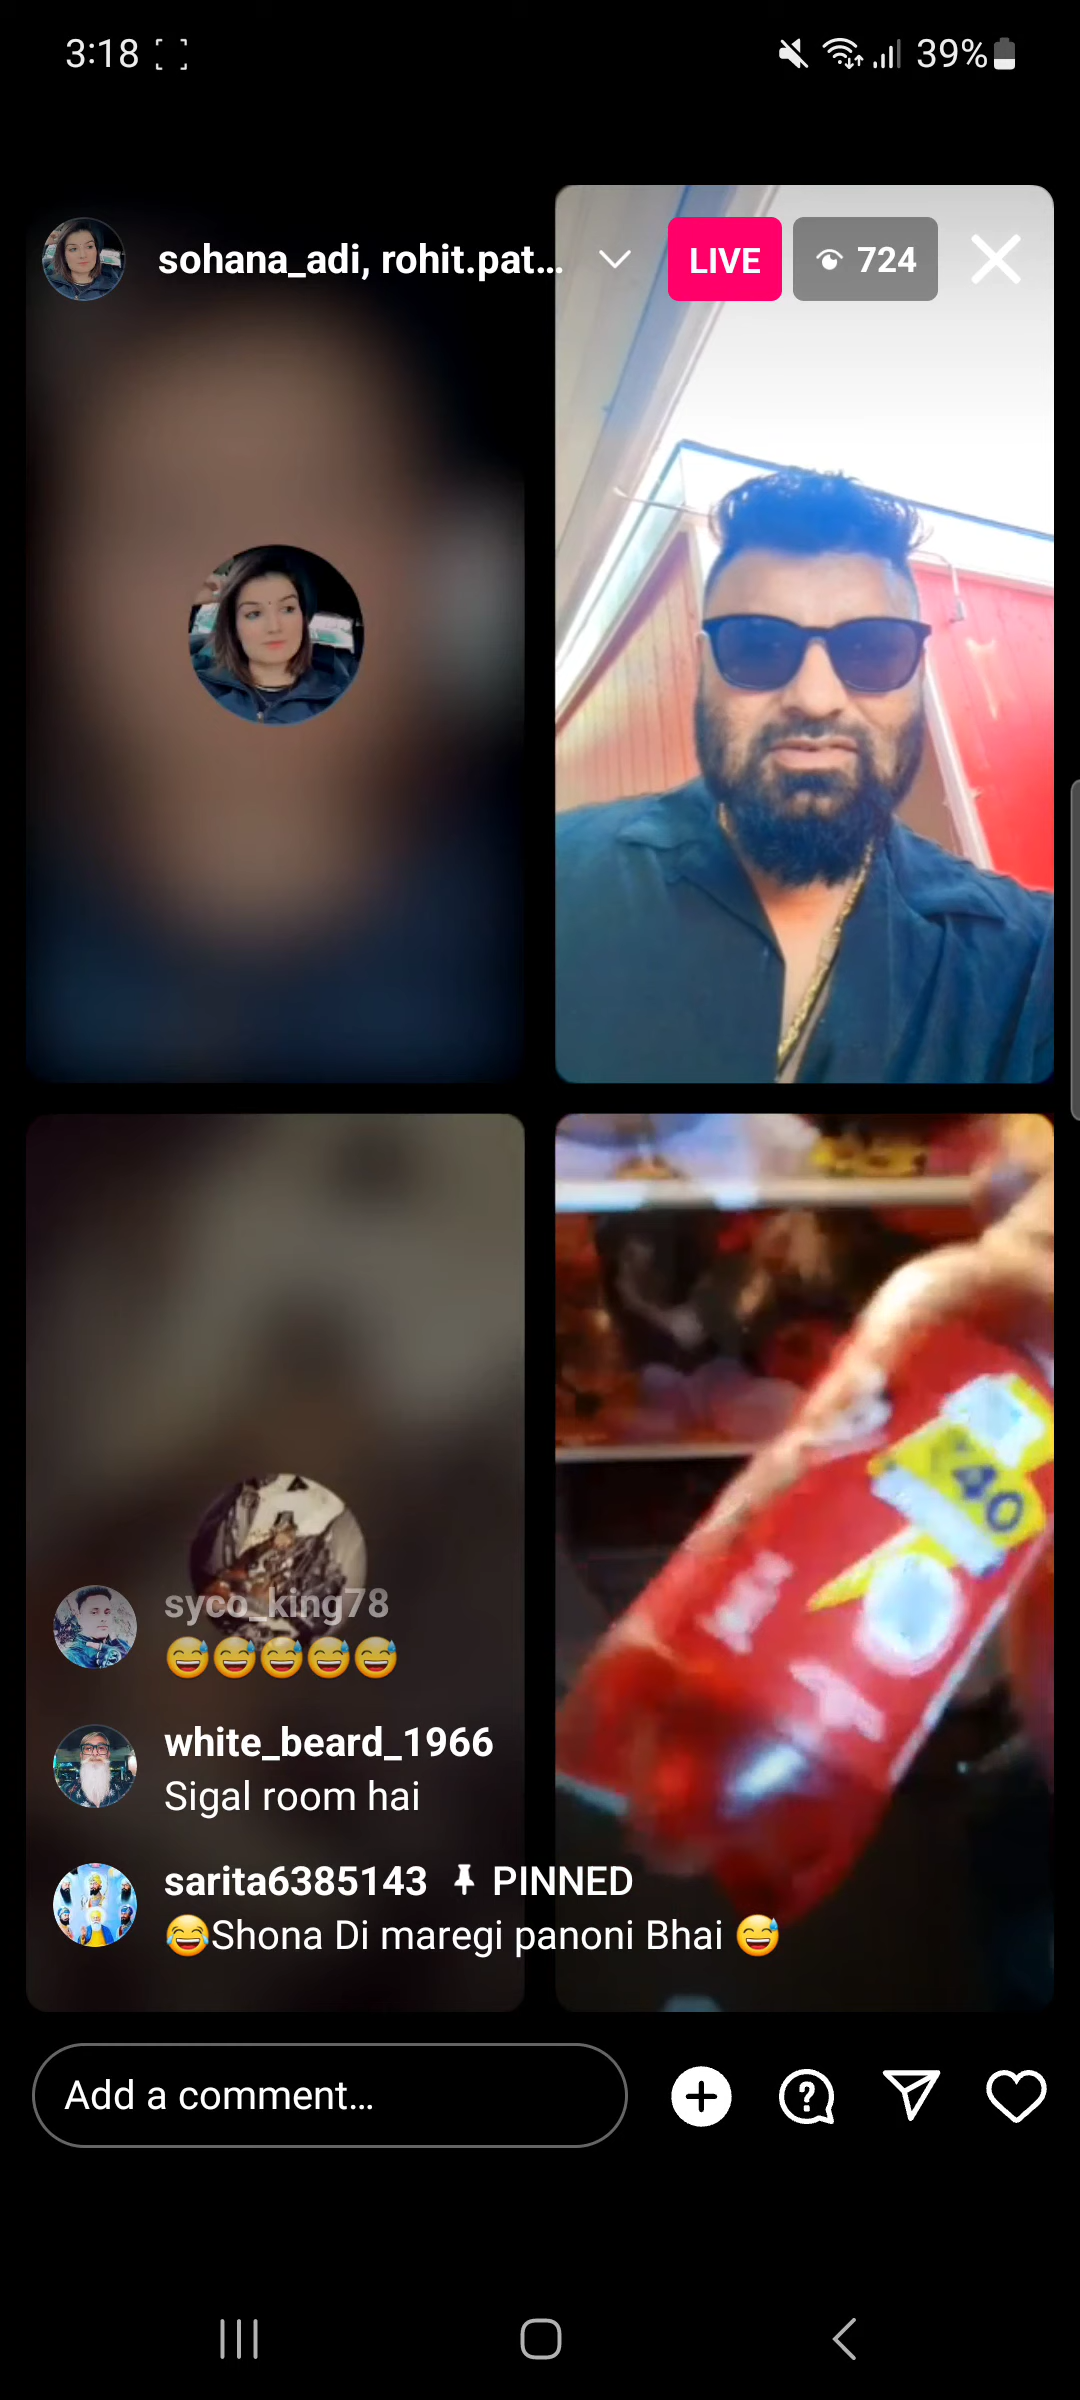 3:18
39%
sohana_adi, rohit.pat...
LIVE
724
₹40
syco_king78
😅😅😅😅😅
white_beard_1966
Sigal room hai
sarita6385143 PINNED
😂Shona Di maregi panoni Bhai 😅
Add a comment...